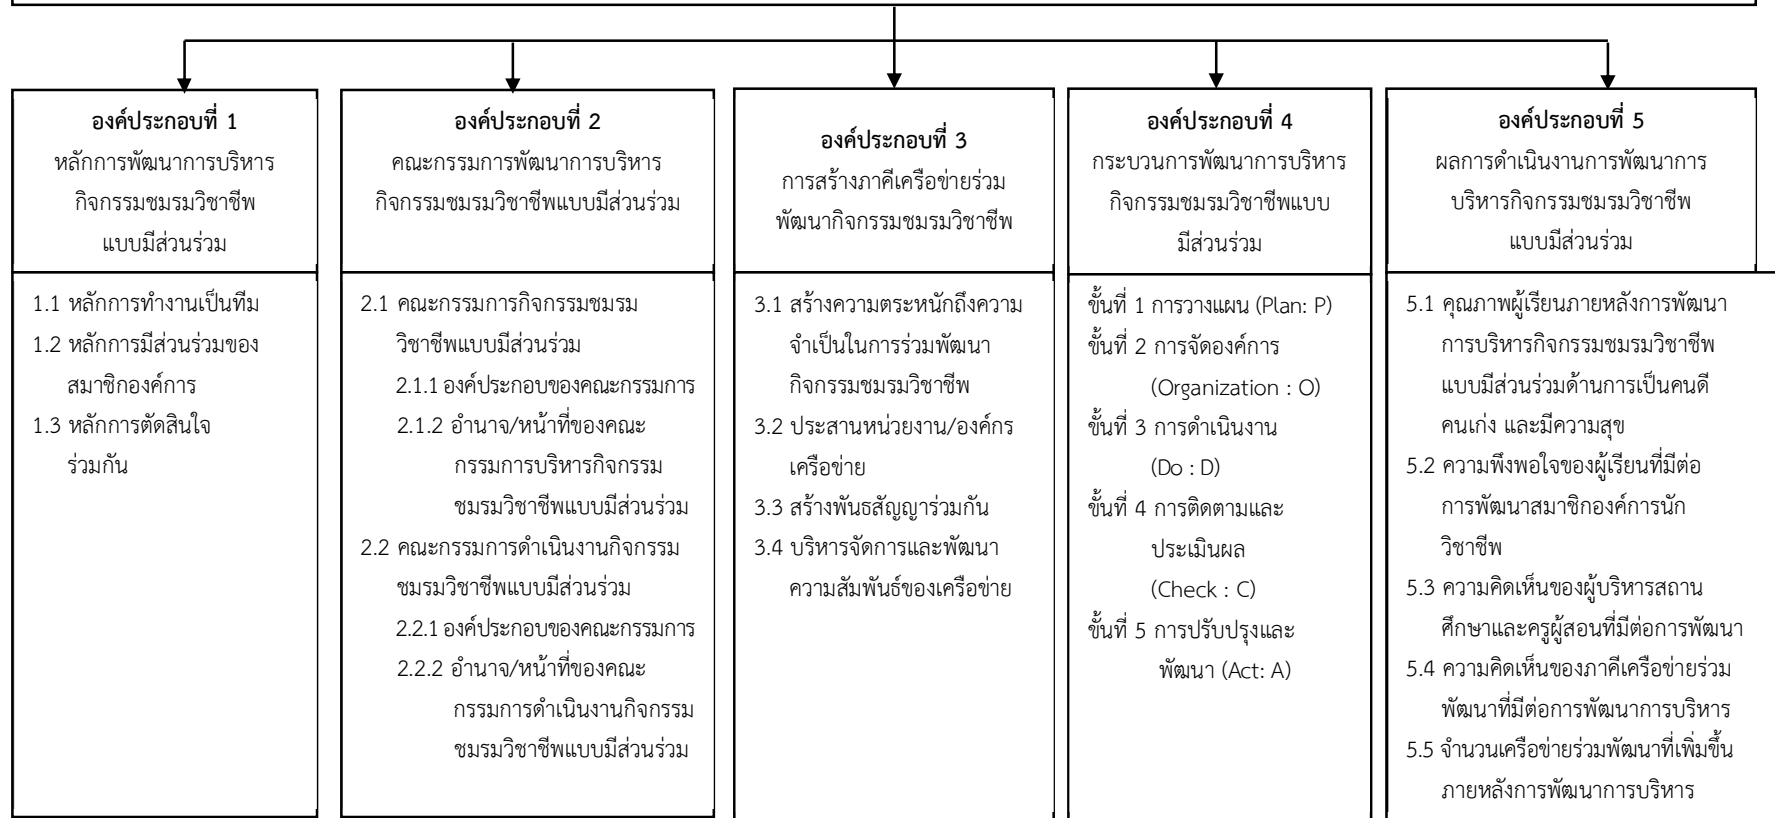 องค์ประกอบที่ 1
หลักการพัฒนาการบริหาร
กิจกรรมชมรมวิชาชีพ
แบบมีส่วนร่วม
1.1 หลักการทำงานเป็นทีม
1.2 หลักการมีส่วนร่วมของ
สมาชิกองค์การ
1.3 หลักการตัดสินใจ
ร่วมกัน
องค์ประกอบที่ 2
คณะกรรมการพัฒนาการบริหาร
กิจกรรมชมรมวิชาชีพแบบมีส่วนร่วม
2.1 คณะกรรมการกิจกรรมชมรม
วิชาชีพแบบมีส่วนร่วม
2.1.1 องค์ประกอบของคณะกรรมการ
2.1.2 อำนาจ/หน้าที่ของคณะ
กรรมการบริหารกิจกรรม
ชมรมวิชาชีพแบบมีส่วนร่วม
2.2 คณะกรรมการดำเนินงานกิจกรรม
ชมรมวิชาชีพแบบมีส่วนร่วม
2.2.1 องค์ประกอบของคณะกรรมการ
2.2.2 อำนาจ/หน้าที่ของคณะ
กรรมการดำเนินงานกิจกรรม
ชมรมวิชาชีพแบบมีส่วนร่วม
องค์ประกอบที่ 3
การสร้างภาคีเครือข่ายร่วม
พัฒนากิจกรรมชมรมวิชาชีพ
3.1 สร้างความตระหนักถึงความ
จำเป็นในการร่วมพัฒนา
กิจกรรมชมรมวิชาชีพ
3.2 ประสานหน่วยงาน/องค์กร
เครือข่าย
3.3 สร้างพันธสัญญาร่วมกัน
3.4 บริหารจัดการและพัฒนา
ความสัมพันธ์ของเครือข่าย
องค์ประกอบที่ 4
กระบวนการพัฒนาการบริหาร
กิจกรรมชมรมวิชาชีพแบบ
มีส่วนร่วม
ขั้นที่ 1 การวางแผน (Plan: P)
ขั้นที่ 2 การจัดองค์การ
(Organization : O)
ขั้นที่ 3 การดำเนินงาน
(Do : D)
ขั้นที่ 4 การติดตามและ
ประเมินผล
(Check : C)
ขั้นที่ 5 การปรับปรุงและ
พัฒนา (Act: A)
องค์ประกอบที่ 5
ผลการดำเนินงานการพัฒนาการ
บริหารกิจกรรมชมรมวิชาชีพ
แบบมีส่วนร่วม
5.1 คุณภาพผู้เรียนภายหลังการพัฒนา
การบริหารกิจกรรมชมรมวิชาชีพ
แบบมีส่วนร่วมด้านการเป็นคนดี
คนเก่ง และมีความสุข
5.2 ความพึงพอใจของผู้เรียนที่มีต่อ
การพัฒนาสมาชิกองค์การนัก
วิชาชีพ
5.3 ความคิดเห็นของผู้บริหารสถาน
ศึกษาและครูผู้สอนที่มีต่อการพัฒนา
5.4 ความคิดเห็นของภาคีเครือข่ายร่วม
พัฒนาที่มีต่อการพัฒนาการบริหาร
5.5 จำนวนเครือข่ายร่วมพัฒนาที่เพิ่มขึ้น
ภายหลังการพัฒนาการบริหาร